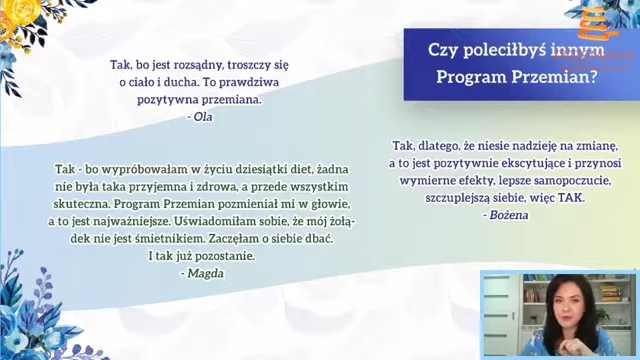 Czy poleciłbyś innym
Program Przemian?
Tak, bo jest rozsądny, troszczy się
o ciało i ducha. To prawdziwa
pozytywna przemiana.
- Ola
Tak, dlatego, że niesie nadzieję na zmianę,
a to jest pozytywnie ekscytujące i przynosi
wymierne efekty, lepsze samopoczucie,
szczuplejszą siebie, więc TAK.
- Bożena
Tak - bo wypróbowałam w życiu dziesiątki diet, żadna
nie była taka przyjemna i zdrowa, a przede wszystkim
skuteczna. Program Przemian pozmieniał mi w głowie,
a to jest najważniejsze. Uświadomiłam sobie, że mój żołą-
dek nie jest śmietnikiem. Zaczęłam o siebie dbać.
I tak już pozostanie.
- Magda